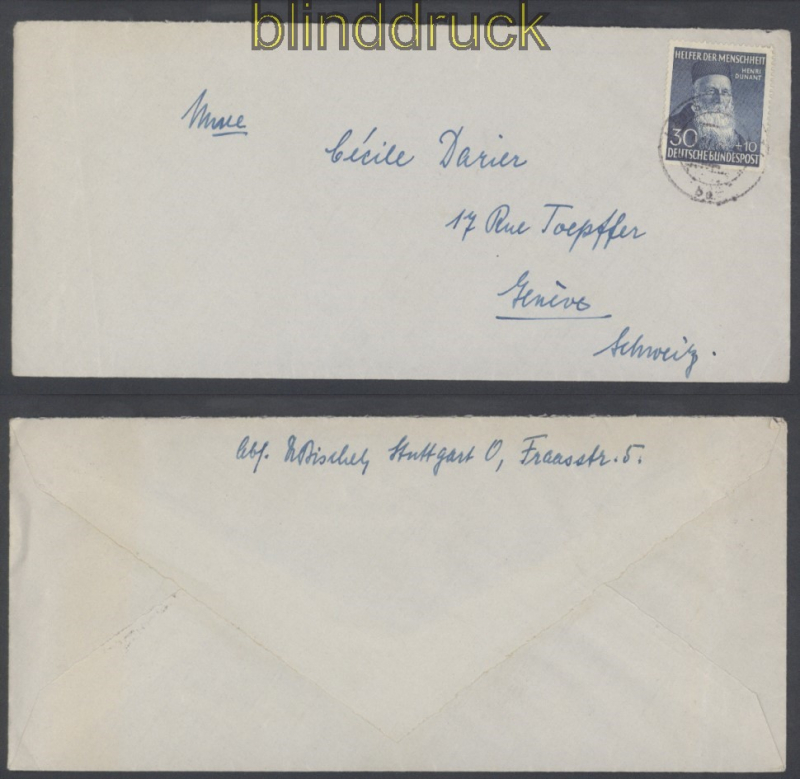 blinddruck
HELFER DER MENSCHHEIT
HENRI
DUNANT
30 +10
DEUTSCHE BUNDESPOST
Mme
Cécile Darier
17 Rue Toepffer
Genève
Schweiz.
Abs. Stuttgart O, Fraasstr. 5.